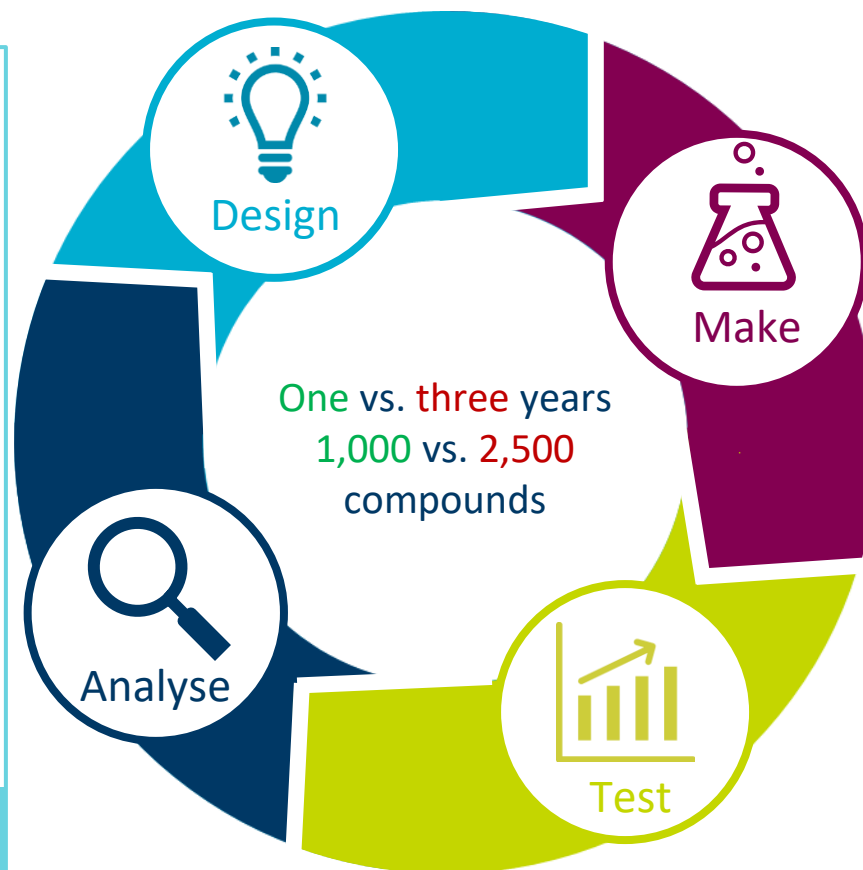 Design
Make
One vs. three years
1,000 vs. 2,500
compounds
Analyse
Test